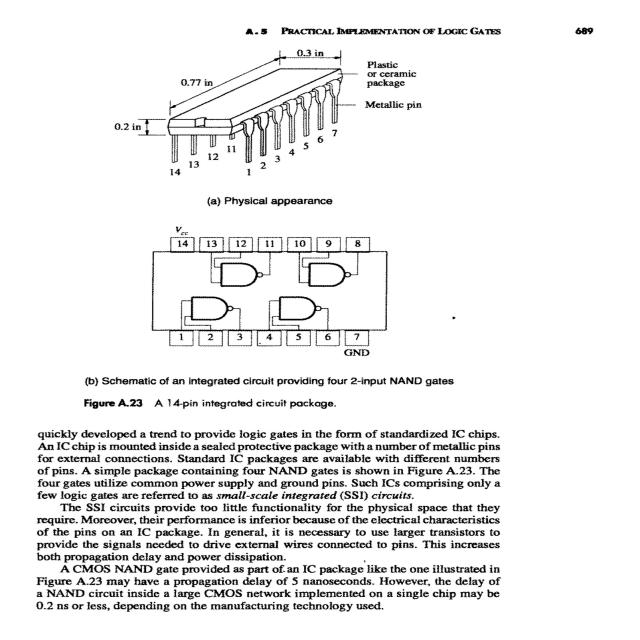 A.5 PRACTICAL IMPLEMENTATION OF LOGIC GATES 689
0.3 in
0.77 in
Plastic
or ceramic
package
Metallic pin
0.2 in
7
6
5
4
3
2
1
11
12
13
14
(a) Physical appearance
Vcc
14 13 12 11 10 9 8
1 2 3 4 5 6 7
GND
(b) Schematic of an integrated circuit providing four 2-input NAND gates
Figure A.23 A 14-pin integrated circuit package.
quickly developed a trend to provide logic gates in the form of standardized IC chips.
An IC chip is mounted inside a sealed protective package with a number of metallic pins
for external connections. Standard IC packages are available with different numbers
of pins. A simple package containing four NAND gates is shown in Figure A.23. The
four gates utilize common power supply and ground pins. Such ICs comprising only a
few logic gates are referred to as small-scale integrated (SSI) circuits.
The SSI circuits provide too little functionality for the physical space that they
require. Moreover, their performance is inferior because of the electrical characteristics
of the pins on an IC package. In general, it is necessary to use larger transistors to
provide the signals needed to drive external wires connected to pins. This increases
both propagation delay and power dissipation.
A CMOS NAND gate provided as part of an IC package like the one illustrated in
Figure A.23 may have a propagation delay of 5 nanoseconds. However, the delay of
a NAND circuit inside a large CMOS network implemented on a single chip may be
0.2 ns or less, depending on the manufacturing technology used.